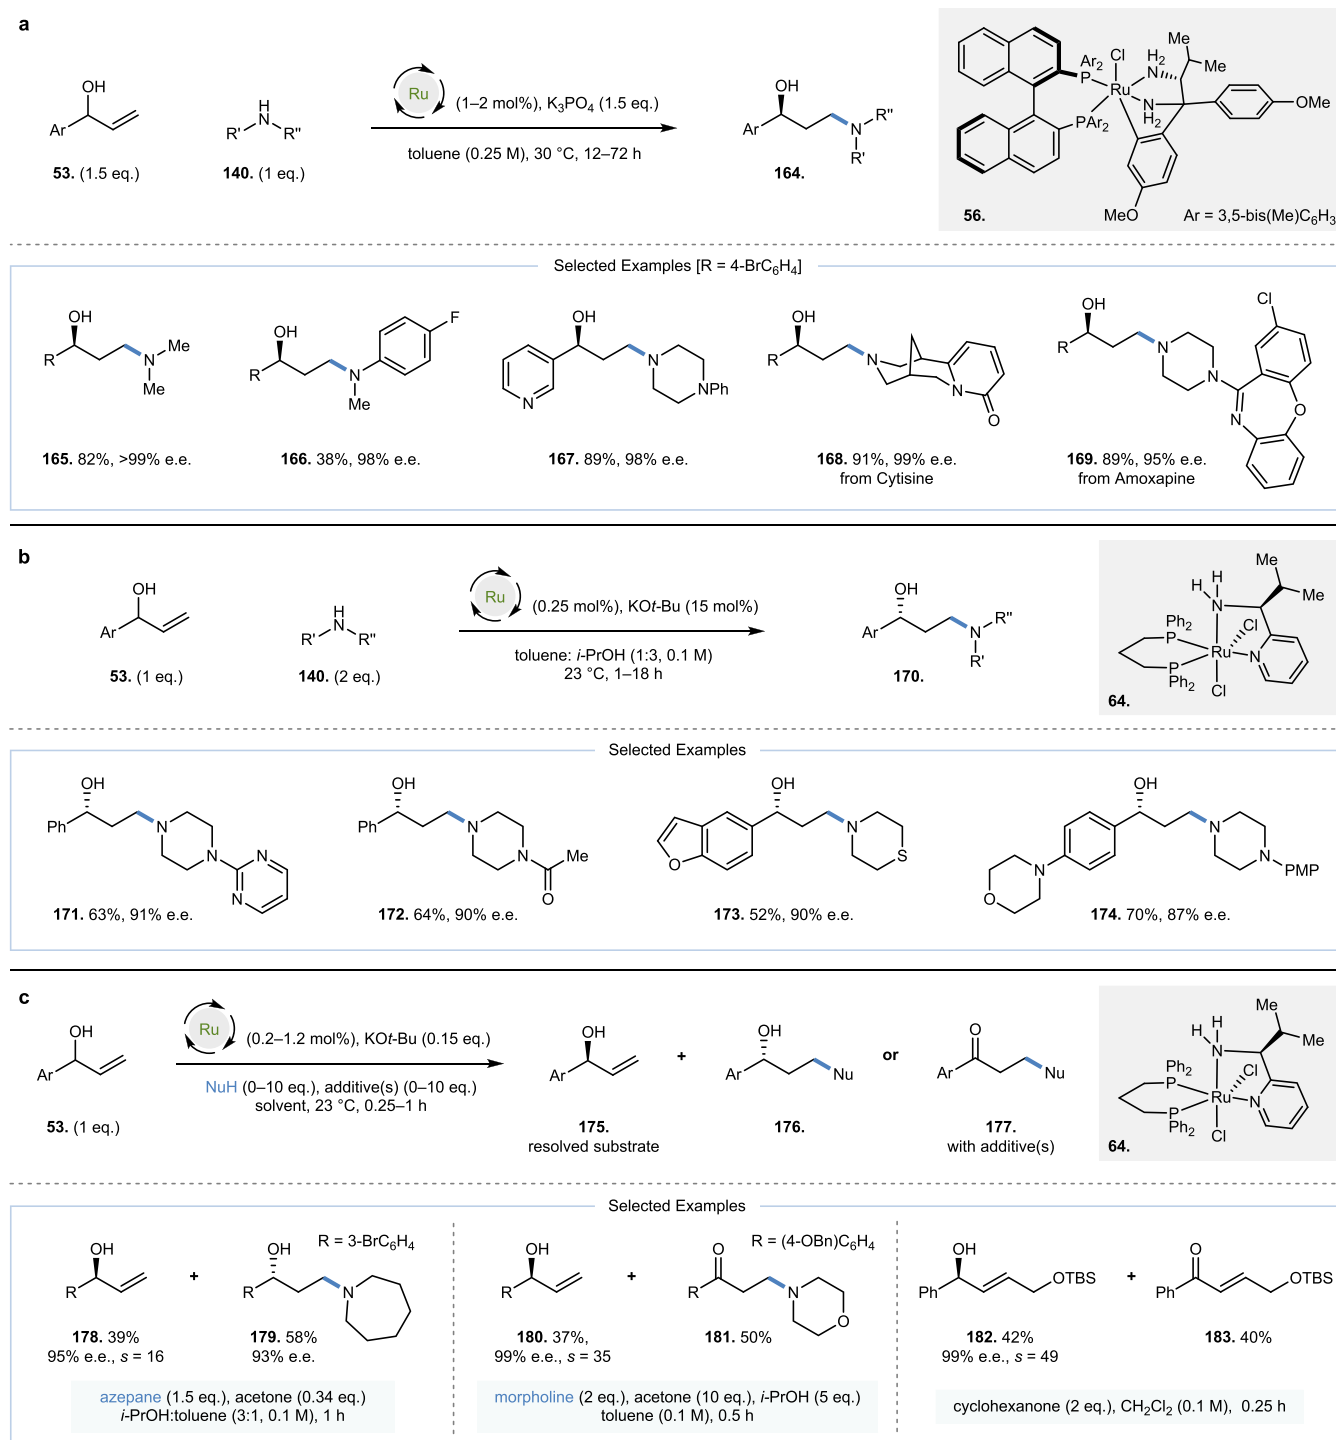 a
OH
Ar
53. (1.5 eq.)
H
N
R' R"
140. (1 eq.)
Ru
(1–2 mol%), K3PO4 (1.5 eq.)
toluene (0.25 M), 30 °C, 12–72 h
OH
Ar N R"
R'
164.
Cl Me
Ar2 H2 Me
P N
Ru
PAr2 NH2 OMe
MeO
56. Ar = 3,5-bis(Me)C6H3
Selected Examples [R = 4-BrC6H4]
OH
R N Me
Me
165. 82%, >99% e.e.
OH F
R N
Me
166. 38%, 98% e.e.
OH
N N
NPh
167. 89%, 98% e.e.
OH
R N
N
O
168. 91%, 99% e.e.
from Cytisine
OH Cl
R N
N
N O
169. 89%, 95% e.e.
from Amoxapine
b
OH
Ar
53. (1 eq.)
H
N
R' R"
140. (2 eq.)
Ru
(0.25 mol%), KOt-Bu (15 mol%)
toluene: i-PrOH (1:3, 0.1 M)
23 °C, 1–18 h
OH
Ar N R"
R'
170.
H H Me
N Me
Ph2 Cl
P Ru N
P
Ph2 Cl
64.
Selected Examples
OH
Ph N
N N
N
171. 63%, 91% e.e.
OH
Ph N
N Me
O
172. 64%, 90% e.e.
OH
N
O S
173. 52%, 90% e.e.
OH
N N
O N PMP
174. 70%, 87% e.e.
c
OH
Ar
53. (1 eq.)
Ru
(0.2–1.2 mol%), KOt-Bu (0.15 eq.)
NuH (0–10 eq.), additive(s) (0–10 eq.)
solvent, 23 °C, 0.25–1 h
OH
Ar
175.
resolved substrate
+
OH
Ar Nu
176.
or
O
Ar Nu
177.
with additive(s)
H H Me
N Me
Ph2 Cl
P Ru N
P
Ph2 Cl
64.
Selected Examples
OH
R
178. 39%
95% e.e., s = 16
+
R = 3-BrC6H4
OH
R N
179. 58%
93% e.e.
azepane (1.5 eq.), acetone (0.34 eq.)
i-PrOH:toluene (3:1, 0.1 M), 1 h
OH
R
180. 37%,
99% e.e., s = 35
+
R = (4-OBn)C6H4
O
R N
O
181. 50%
morpholine (2 eq.), acetone (10 eq.), i-PrOH (5 eq.)
toluene (0.1 M), 0.5 h
OH
Ph OTBS
182. 42%
99% e.e., s = 49
+
O
Ph OTBS
183. 40%
cyclohexanone (2 eq.), CH2Cl2 (0.1 M), 0.25 h